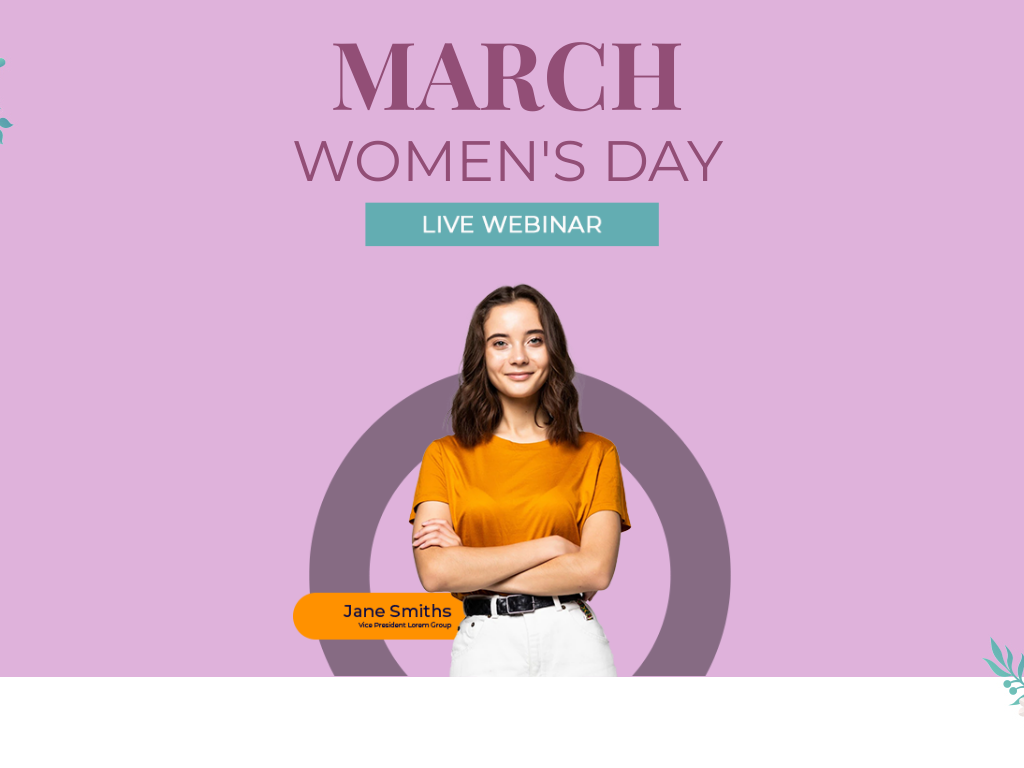 MARCH
WOMEN'S DAY
LIVE WEBINAR
Jane Smiths
Vice President Lorem Group